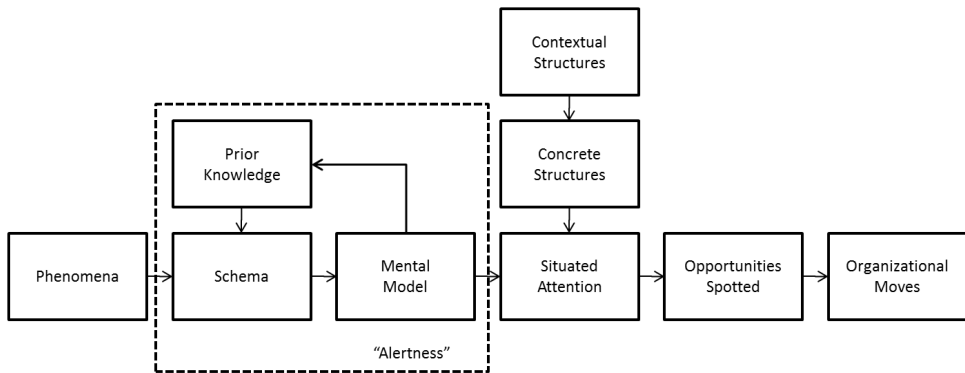 Contextual
Structures
Prior
Knowledge
Concrete
Structures
Phenomena
Schema
Mental
Model
Situated
Attention
Opportunities
Spotted
Organizational
Moves
“Alertness”